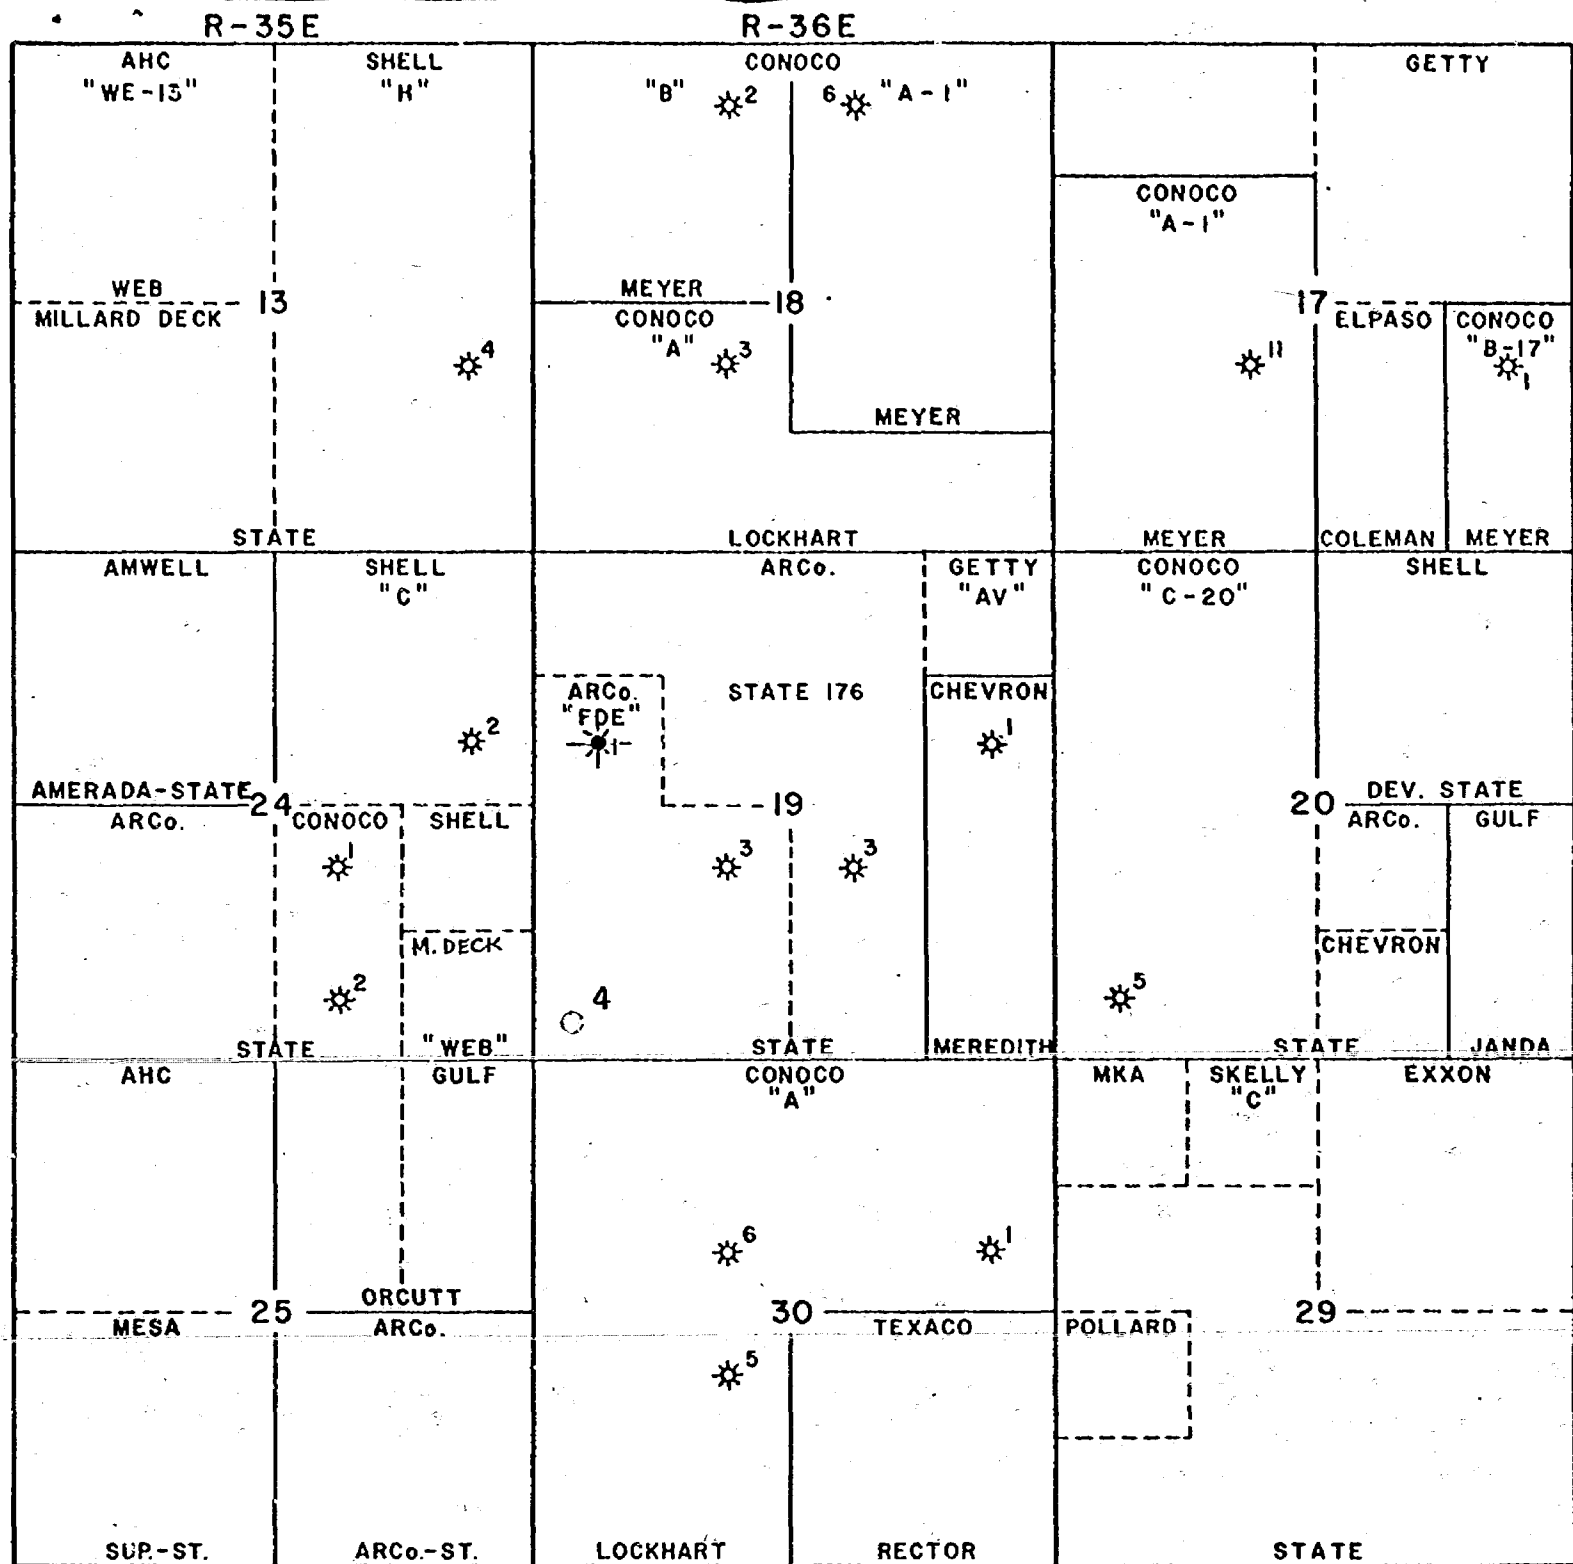 R-35E
R-36E
AHC
"WE-13"
SHELL
"H"
CONOCO
"B"
2
6
"A-1"
GETTY
CONOCO
"A-1"
WEB
13
MILLARD DECK
4
MEYER
18
CONOCO
"A"
3
MEYER
17
ELPASO
CONOCO
"B-17"
11
1
STATE
LOCKHART
MEYER
COLEMAN
MEYER
AMWELL
SHELL
"C"
ARCo.
GETTY
"AV"
CONOCO
"C-20"
SHELL
ARCo.
"FDE"
1
STATE 176
CHEVRON
1
2
AMERADA-STATE
24
ARCo.
CONOCO
SHELL
19
20
DEV. STATE
ARCo.
GULF
1
3
3
M. DECK
CHEVRON
2
4
5
STATE
"WEB"
STATE
MEREDITH
STATE
JANDA
AHC
GULF
CONOCO
"A"
MKA
SKELLY
"C"
EXXON
6
1
ORCUTT
25
MESA
ARCo.
30
TEXACO
POLLARD
29
5
SUP.-ST.
ARCo.-ST.
LOCKHART
RECTOR
STATE